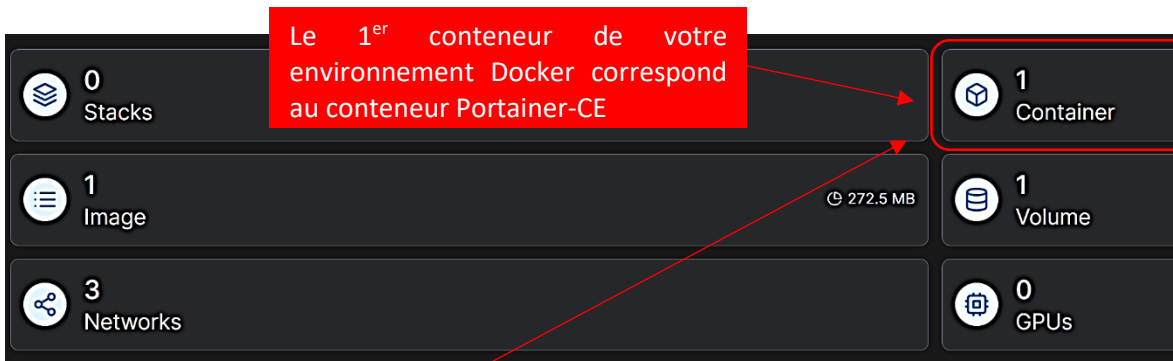 Le 1er conteneur de votre
environnement Docker correspond
au conteneur Portainer-CE
0
Stacks
1
Container
1
Image
272.5 MB
1
Volume
3
Networks
0
GPUs